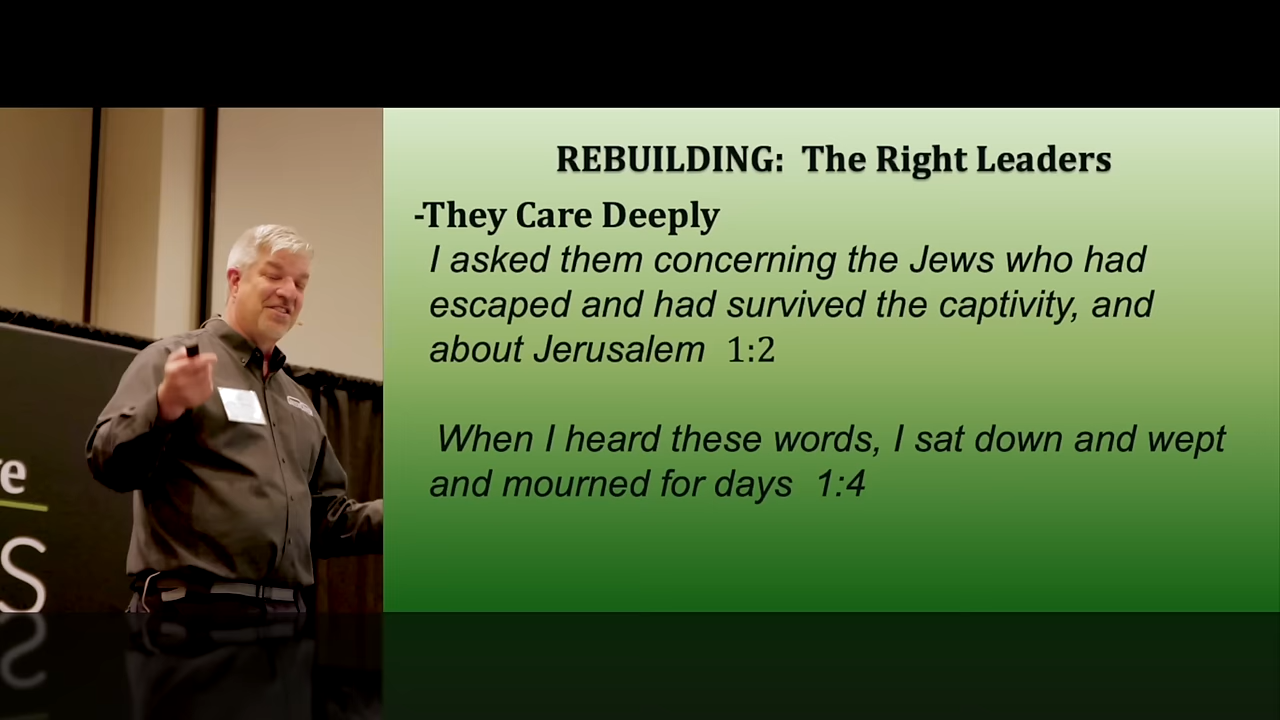 REBUILDING: The Right Leaders
-They Care Deeply
I asked them concerning the Jews who had
escaped and had survived the captivity, and
about Jerusalem 1:2
When I heard these words, I sat down and wept
and mourned for days 1:4